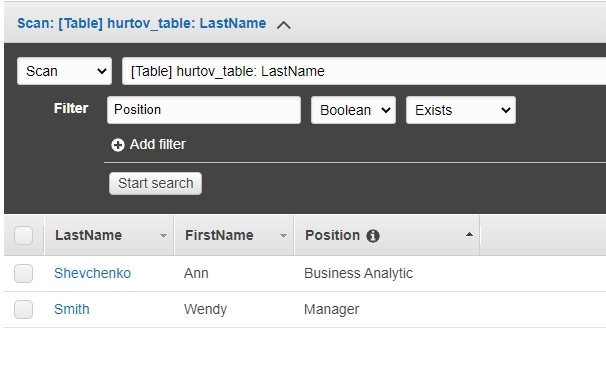 Scan: [Table] hurtov_table: LastName
Scan [Table] hurtov_table: LastName
Filter Position Boolean Exists
Add filter
Start search
LastName FirstName Position
Shevchenko Ann Business Analytic
Smith Wendy Manager